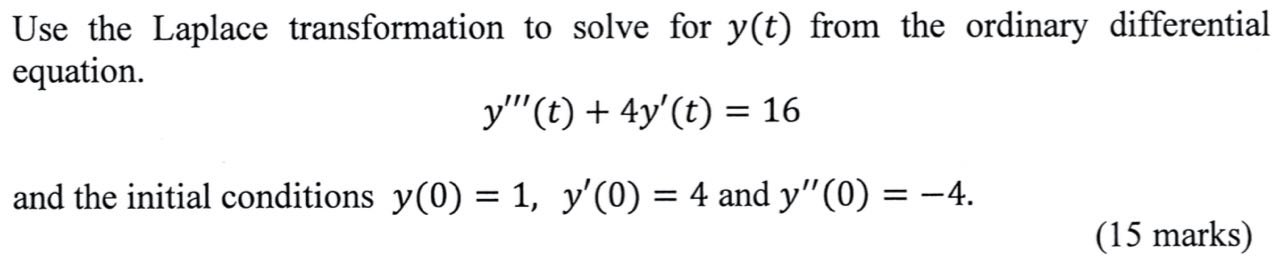 Use the Laplace transformation to solve for y(t) from the ordinary differential
equation.
y′′′(t) + 4y′(t) = 16
and the initial conditions y(0) = 1, y′(0) = 4 and y′′(0) = −4.
(15 marks)